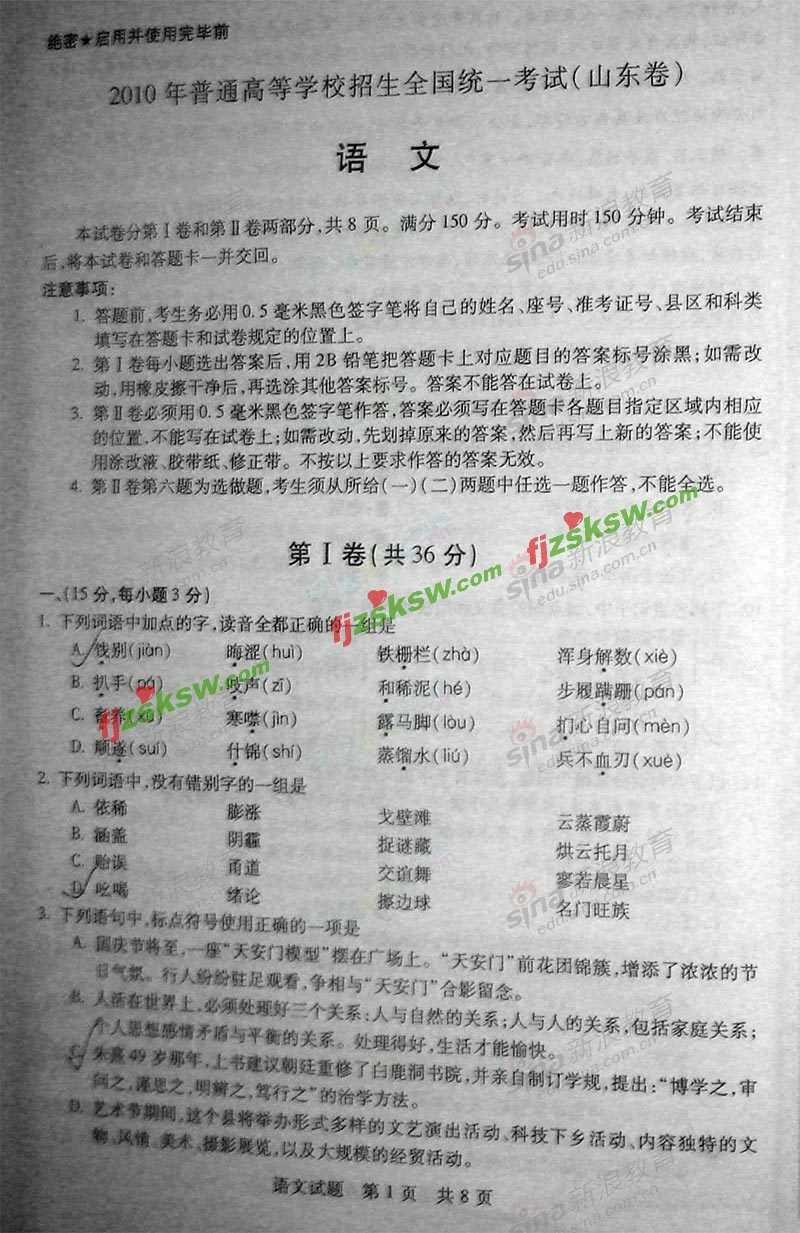 绝密★启用并使用完毕前
2010年普通高等学校招生全国统一考试(山东卷)
语 文
本试卷分第Ⅰ卷和第Ⅱ卷两部分,共8页。满分150分。考试用时150分钟。考试结束
后,将本试卷和答题卡一并交回。
注意事项:
1. 答题前,考生务必用0.5毫米黑色签字笔将自己的姓名、座号、准考证号、县区和科类
填写在答题卡和试卷规定的位置上。
2. 第Ⅰ卷每小题选出答案后,用2B铅笔把答题卡上对应题目的答案标号涂黑;如需改
动,用橡皮擦干净后,再选涂其他答案标号。答案不能答在试卷上。
3. 第Ⅱ卷必须用0.5毫米黑色签字笔作答,答案必须写在答题卡各题目指定区域内相应
的位置,不能写在试卷上;如需改动,先划掉原来的答案,然后再写上新的答案;不能使
用涂改液、胶带纸、修正带。不按以上要求作答的答案无效。
4. 第Ⅱ卷第六题为选做题,考生须从所给(一)(二)两题中任选一题作答,不能全选。
第Ⅰ卷(共36分)
一、(15分,每小题3分)
1. 下列词语中加点的字,读音全都正确的一组是
A. 饯别(jiàn) 晦涩(huì) 铁栅栏(zhà) 浑身解数(xiè)
B. 扒手(pá) 吱声(zī) 和稀泥(hé) 步履蹒跚(pán)
C. 畜养 寒噤(jìn) 露马脚(lòu) 扪心自问(mèn)
D. 顺遂(suí) 什锦(shí) 蒸馏水(liú) 兵不血刃(xuè)
2. 下列词语中,没有错别字的一组是
A. 依稀 膨涨 戈壁滩 云蒸霞蔚
B. 涵盖 阴霾 捉谜藏 烘云托月
C. 贻误 甬道 交谊舞 寥若晨星
D. 吆喝 绪论 擦边球 名门旺族
3. 下列语句中,标点符号使用正确的一项是
A. 国庆节将至,一座“天安门模型”摆在广场上。“天安门”前花团锦簇,增添了浓浓的节
日气氛。行人纷纷驻足观看,争相与“天安门”合影留念。
B. 人活在世界上,必须处理好三个关系:人与自然的关系;人与人的关系,包括家庭关系;
个人思想感情矛盾与平衡的关系。处理得好,生活才能愉快。
C. 朱熹49岁那年,上书建议朝廷重修了白鹿洞书院,并亲自制订学规,提出:“博学之,审
问之,谨思之,明辨之,笃行之”的治学方法。
D. 艺术节期间,这个县将举办形式多样的文艺演出活动、科技下乡活动、内容独特的文
物、风情、美术、摄影展览,以及大规模的经贸活动。
语文试题 第1页 共8页
fjzsksw.com
fjzsksw.com
fjzsksw.com
sina新浪教育
edu.sina.com.cn